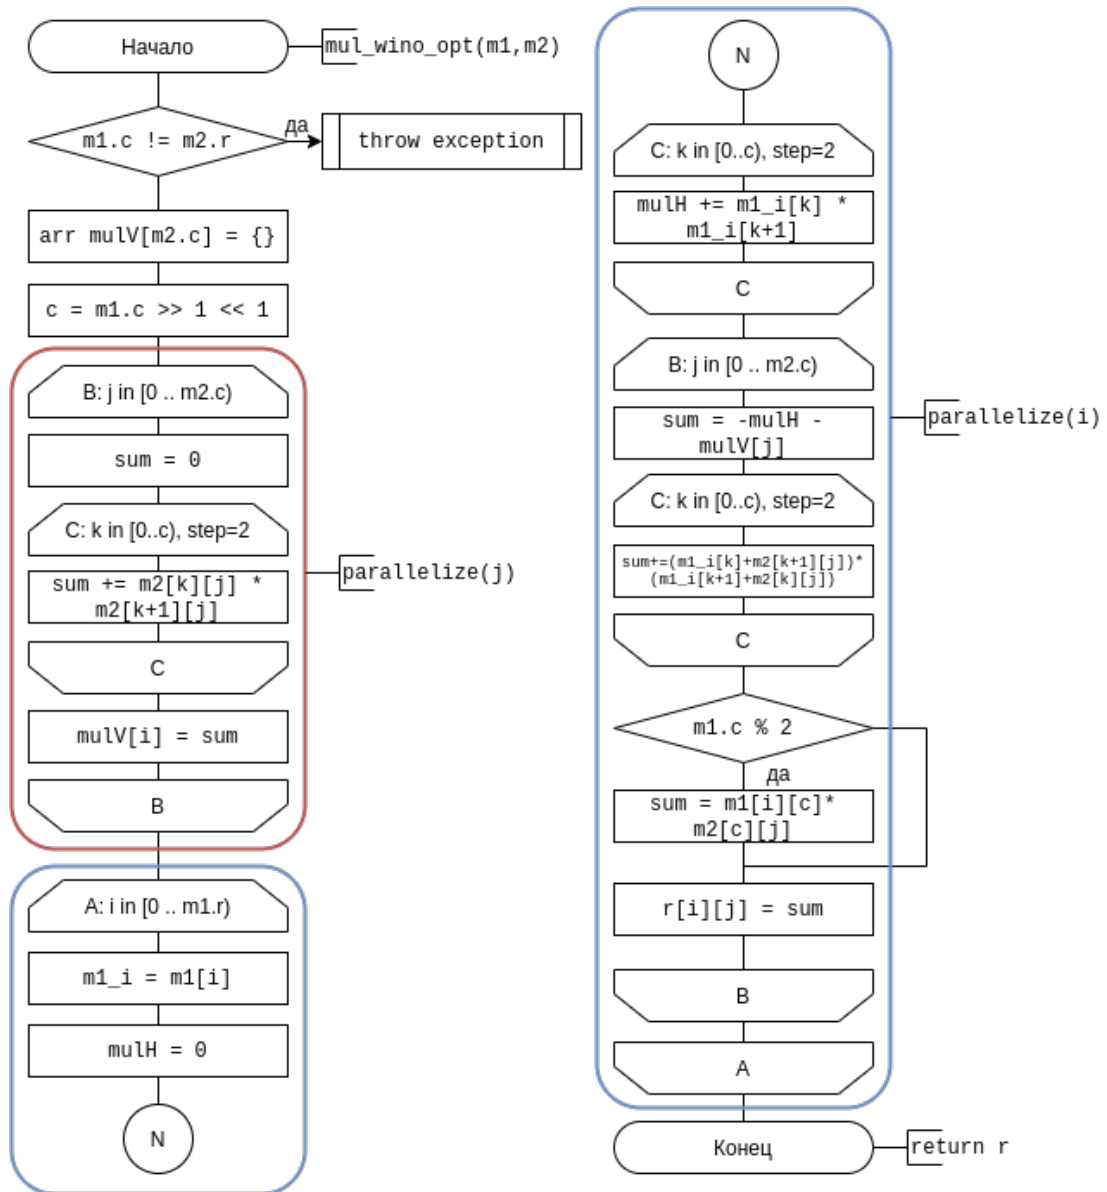 Начало
mul_wino_opt(m1,m2)
m1.c != m2.r
да
throw exception
arr mulV[m2.c] = {}
c = m1.c >> 1 << 1
B: j in [0 .. m2.c)
sum = 0
C: k in [0..c), step=2
sum += m2[k][j] *
m2[k+1][j]
C
mulV[i] = sum
B
parallelize(j)
A: i in [0 .. m1.r)
m1_i = m1[i]
mulH = 0
N
N
C: k in [0..c), step=2
mulH += m1_i[k] *
m1_i[k+1]
C
B: j in [0 .. m2.c)
sum = -mulH -
mulV[j]
C: k in [0..c), step=2
sum+=(m1_i[k]+m2[k+1][j])*
(m1_i[k+1]+m2[k][j])
C
m1.c % 2
да
sum = m1[i][c]*
m2[c][j]
r[i][j] = sum
B
A
parallelize(i)
Конец
return r